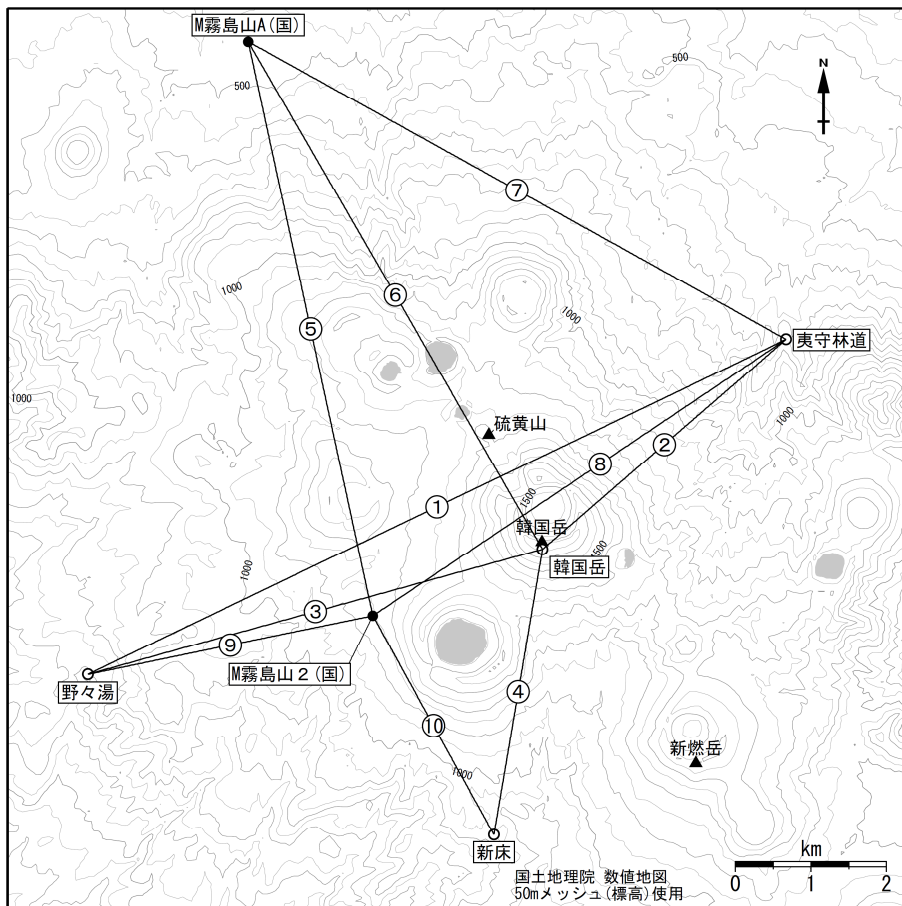 M霧島山A(国)
500
500
N
⑦
1000
⑥
1000
⑤
夷守林道
1000
硫黄山
②
1000
⑧
1500
①
韓国岳
1500
韓国岳
1000
③
⑨
M霧島山2(国)
野々湯
④
⑩
新燃岳
1000
新床
km
0 1 2
国土地理院 数値地図
50mメッシュ(標高)使用